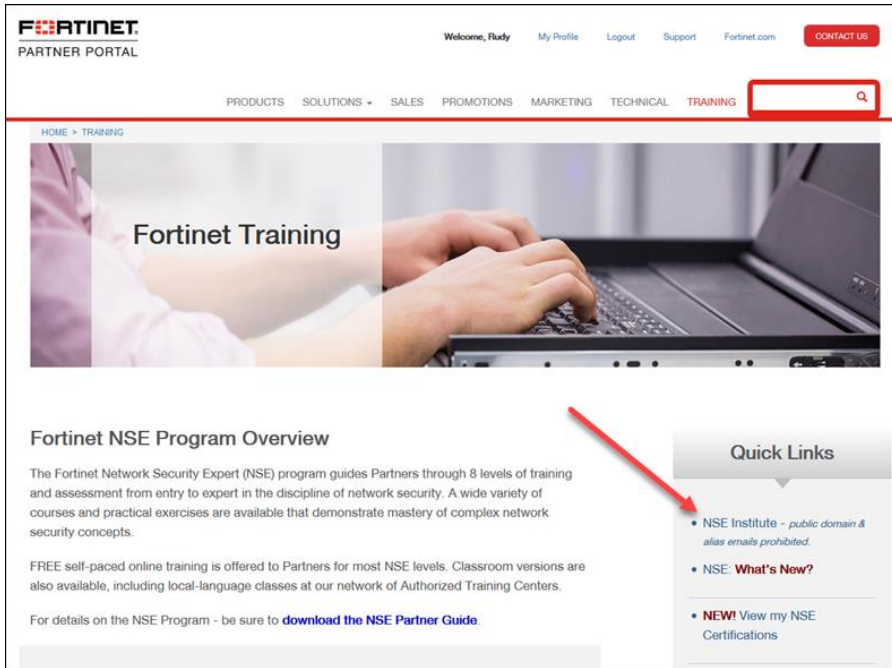 FORTINET
PARTNER PORTAL
Welcome, Rudy My Profile Logout Support Fortinet.com CONTACT US
PRODUCTS SOLUTIONS SALES PROMOTIONS MARKETING TECHNICAL TRAINING
HOME > TRAINING
Fortinet Training
Fortinet NSE Program Overview
The Fortinet Network Security Expert (NSE) program guides Partners through 8 levels of training
and assessment from entry to expert in the discipline of network security. A wide variety of
courses and practical exercises are available that demonstrate mastery of complex network
security concepts.
FREE self-paced online training is offered to Partners for most NSE levels. Classroom versions are
also available, including local-language classes at our network of Authorized Training Centers.
For details on the NSE Program - be sure to download the NSE Partner Guide.
Quick Links
• NSE Institute - public domain &
alias emails prohibited.
• NSE: What's New?
• NEW! View my NSE
Certifications